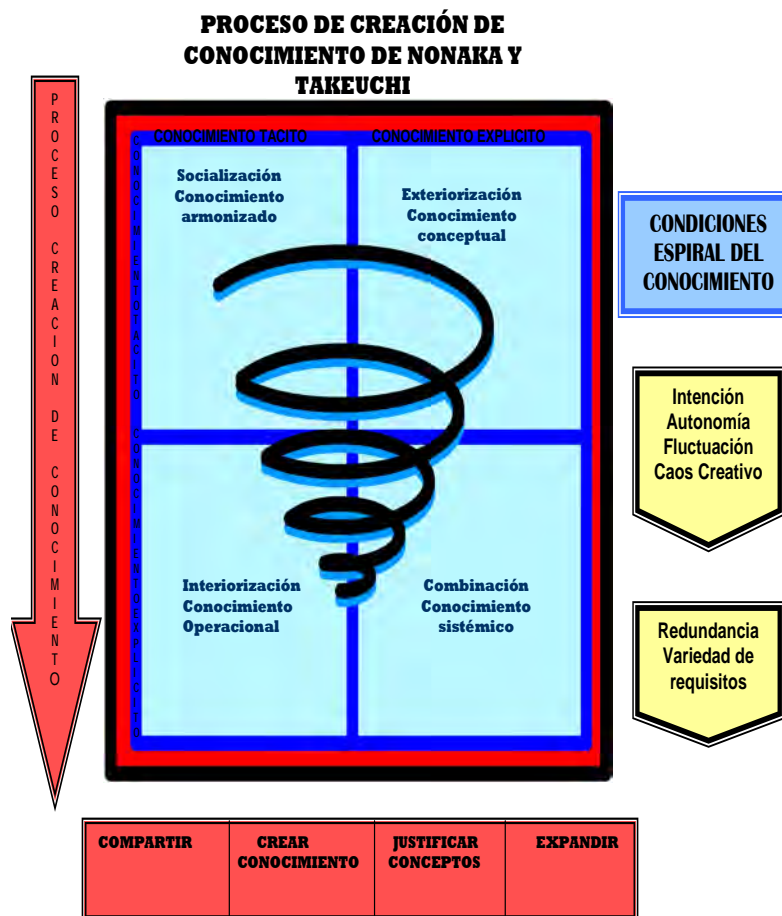 PROCESO DE CREACIÓN DE
CONOCIMIENTO DE NONAKA Y
TAKEUCHI
PROCESO CREACION DE CONOCIMIENTO
CONOCIMIENTO TACITO
CONOCIMIENTO EXPLICITO
CONOCIMIENTO TACITO
CONOCIMIENTO EXPLICITO
Socialización
Conocimiento
armonizado
Exteriorización
Conocimiento
conceptual
Interiorización
Conocimiento
Operacional
Combinación
Conocimiento
sistémico
CONDICIONES
ESPIRAL DEL
CONOCIMIENTO
Intención
Autonomía
Fluctuación
Caos Creativo
Redundancia
Variedad de
requisitos
COMPARTIR
CREAR
CONOCIMIENTO
JUSTIFICAR
CONCEPTOS
EXPANDIR